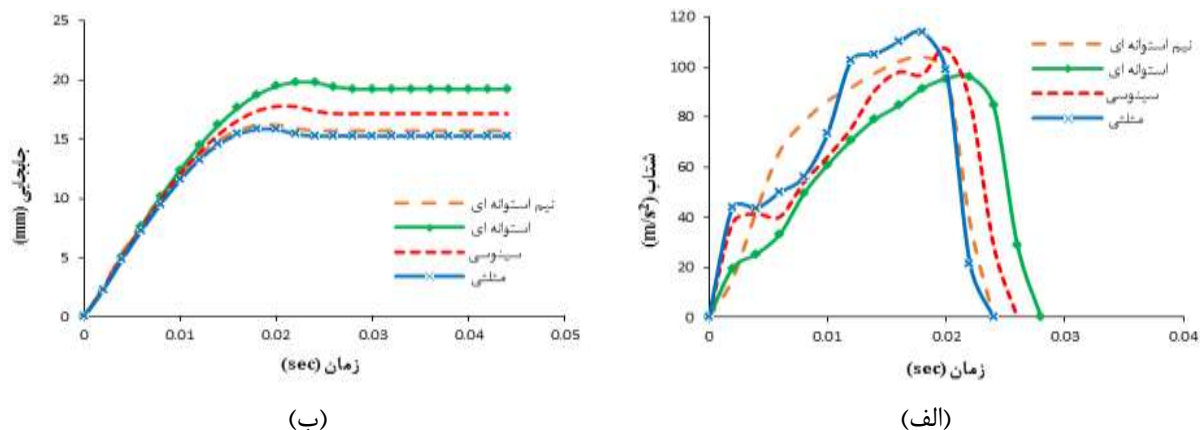 120
100
80
60
40
20
0
0
0.01
0.02
0.03
0.04
شتاب (m/s²)
زمان (sec)
نیم استوانه ای
استوانه ای
سینوسی
مثلثی
(الف)
25
20
15
10
5
0
0
0.01
0.02
0.03
0.04
0.05
جابجایی (mm)
زمان (sec)
نیم استوانه ای
استوانه ای
سینوسی
مثلثی
(ب)